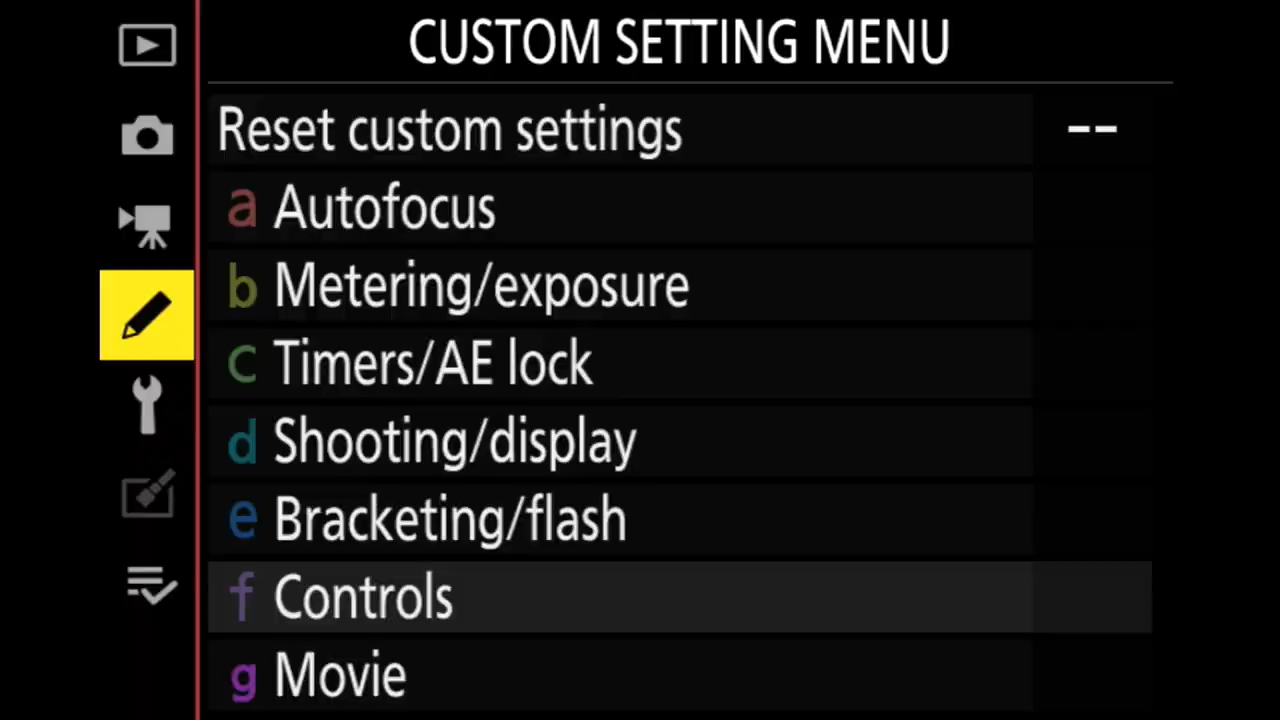 CUSTOM SETTING MENU
Reset custom settings --
a Autofocus
b Metering/exposure
c Timers/AE lock
d Shooting/display
e Bracketing/flash
f Controls
g Movie